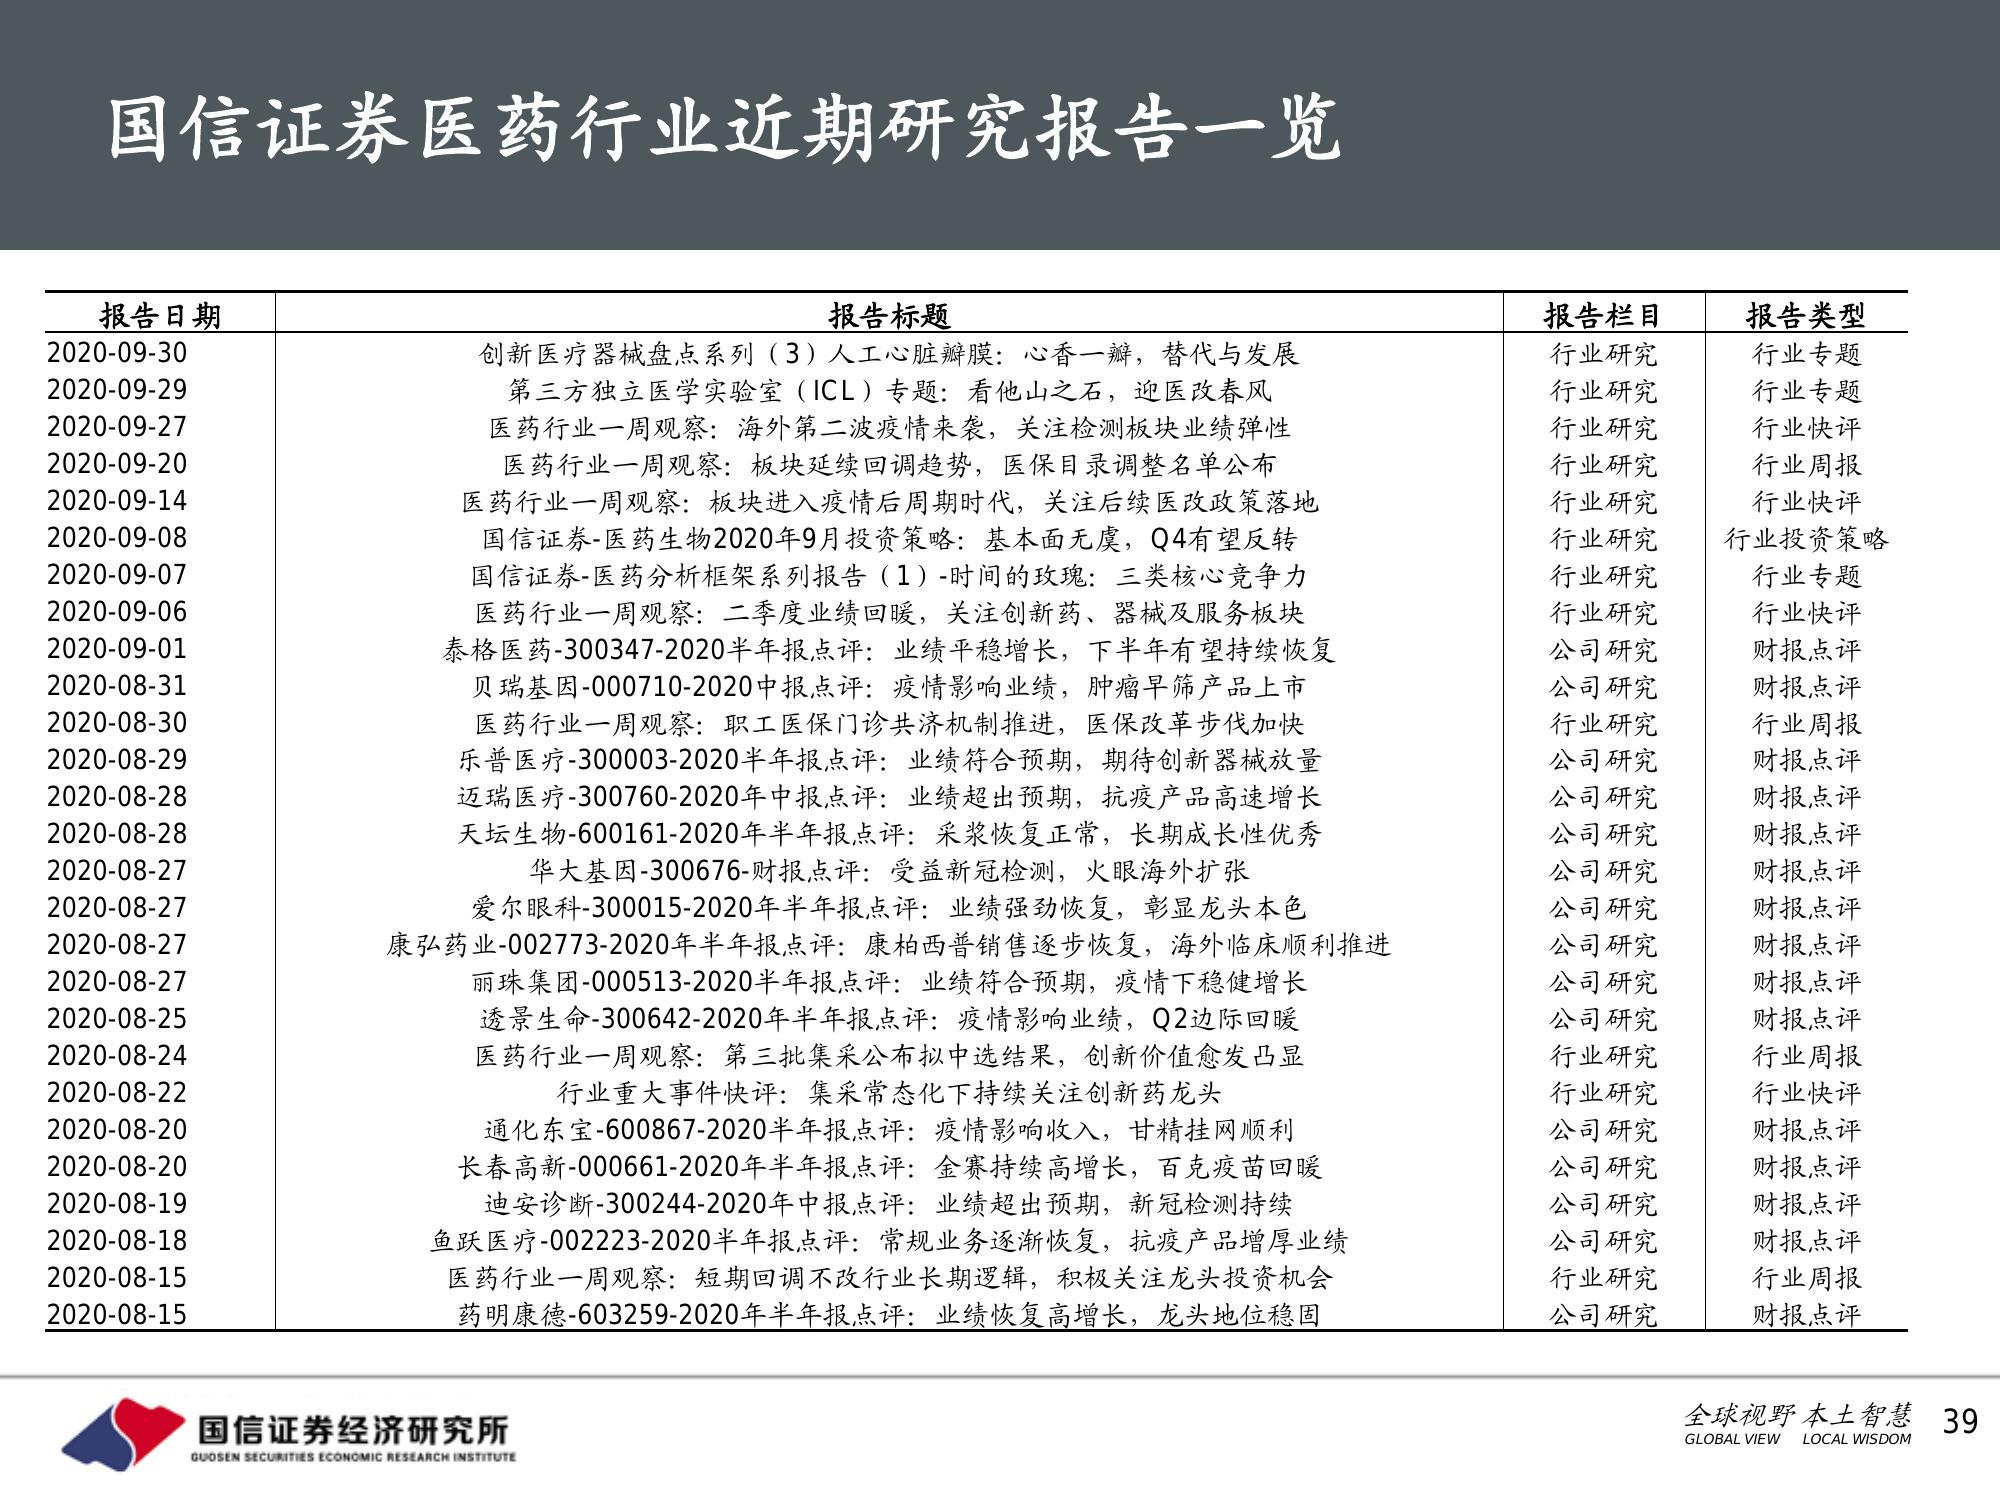 国信证券医药行业近期研究报告一览
报告日期 报告标题 报告栏目 报告类型
2020-09-30 创新医疗器械盘点系列（3）人工心脏瓣膜：心香一瓣，替代与发展 行业研究 行业专题
2020-09-29 第三方独立医学实验室（ICL）专题：看他山之石，迎医改春风 行业研究 行业专题
2020-09-27 医药行业一周观察：海外第二波疫情来袭，关注检测板块业绩弹性 行业研究 行业快评
2020-09-20 医药行业一周观察：板块延续回调趋势，医保目录调整名单公布 行业研究 行业周报
2020-09-14 医药行业一周观察：板块进入疫情后周期时代，关注后续医改政策落地 行业研究 行业快评
2020-09-08 国信证券-医药生物2020年9月投资策略：基本面无虞，Q4有望反转 行业研究 行业投资策略
2020-09-07 国信证券-医药分析框架系列报告（1）-时间的玫瑰：三类核心竞争力 行业研究 行业专题
2020-09-06 医药行业一周观察：二季度业绩回暖，关注创新药、器械及服务板块 行业研究 行业快评
2020-09-01 泰格医药-300347-2020半年报点评：业绩平稳增长，下半年有望持续恢复 公司研究 财报点评
2020-08-31 贝瑞基因-000710-2020中报点评：疫情影响业绩，肿瘤早筛产品上市 公司研究 财报点评
2020-08-30 医药行业一周观察：职工医保门诊共济机制推进，医保改革步伐加快 行业研究 行业周报
2020-08-29 乐普医疗-300003-2020半年报点评：业绩符合预期，期待创新器械放量 公司研究 财报点评
2020-08-28 迈瑞医疗-300760-2020年中报点评：业绩超出预期，抗疫产品高速增长 公司研究 财报点评
2020-08-28 天坛生物-600161-2020年半年报点评：采浆恢复正常，长期成长性优秀 公司研究 财报点评
2020-08-27 华大基因-300676-财报点评：受益新冠检测，火眼海外扩张 公司研究 财报点评
2020-08-27 爱尔眼科-300015-2020年半年报点评：业绩强劲恢复，彰显龙头本色 公司研究 财报点评
2020-08-27 康弘药业-002773-2020年半年报点评：康柏西普销售逐步恢复，海外临床顺利推进 公司研究 财报点评
2020-08-27 丽珠集团-000513-2020半年报点评：业绩符合预期，疫情下稳健增长 公司研究 财报点评
2020-08-25 透景生命-300642-2020年半年报点评：疫情影响业绩，Q2边际回暖 公司研究 财报点评
2020-08-24 医药行业一周观察：第三批集采公布拟中选结果，创新价值愈发凸显 行业研究 行业周报
2020-08-22 行业重大事件快评：集采常态化下持续关注创新药龙头 行业研究 行业快评
2020-08-20 通化东宝-600867-2020半年报点评：疫情影响收入，甘精挂网顺利 公司研究 财报点评
2020-08-20 长春高新-000661-2020年半年报点评：金赛持续高增长，百克疫苗回暖 公司研究 财报点评
2020-08-19 迪安诊断-300244-2020年中报点评：业绩超出预期，新冠检测持续 公司研究 财报点评
2020-08-18 鱼跃医疗-002223-2020半年报点评：常规业务逐渐恢复，抗疫产品增厚业绩 公司研究 财报点评
2020-08-15 医药行业一周观察：短期回调不改行业长期逻辑，积极关注龙头投资机会 行业研究 行业周报
2020-08-15 药明康德-603259-2020年半年报点评：业绩恢复高增长，龙头地位稳固 公司研究 财报点评
国信证券经济研究所
GUOSEN SECURITIES ECONOMIC RESEARCH INSTITUTE
全球视野 本土智慧
GLOBAL VIEW LOCAL WISDOM
39